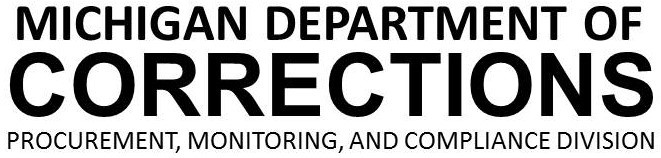 MICHIGAN DEPARTMENT OF
CORRECTIONS
PROCUREMENT, MONITORING, AND COMPLIANCE DIVISION